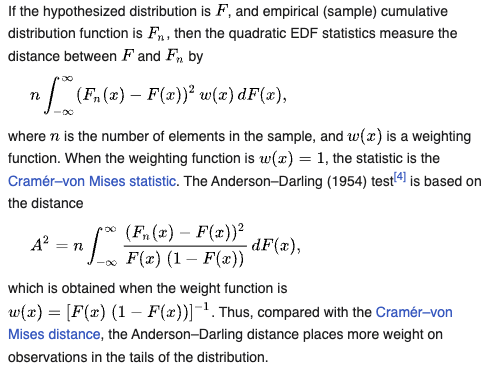 If the hypothesized distribution is F, and empirical (sample) cumulative
distribution function is Fₙ, then the quadratic EDF statistics measure the
distance between F and Fₙ by
n ∫_{−∞}^{∞} (Fₙ(x) − F(x))² w(x) dF(x),
where n is the number of elements in the sample, and w(x) is a weighting
function. When the weighting function is w(x) = 1, the statistic is the
Cramér–von Mises statistic. The Anderson–Darling (1954) test[4] is based on
the distance
A² = n ∫_{−∞}^{∞} (Fₙ(x) − F(x))² / (F(x) (1 − F(x))) dF(x),
which is obtained when the weight function is
w(x) = [F(x) (1 − F(x))]⁻¹. Thus, compared with the Cramér–von
Mises distance, the Anderson–Darling distance places more weight on
observations in the tails of the distribution.